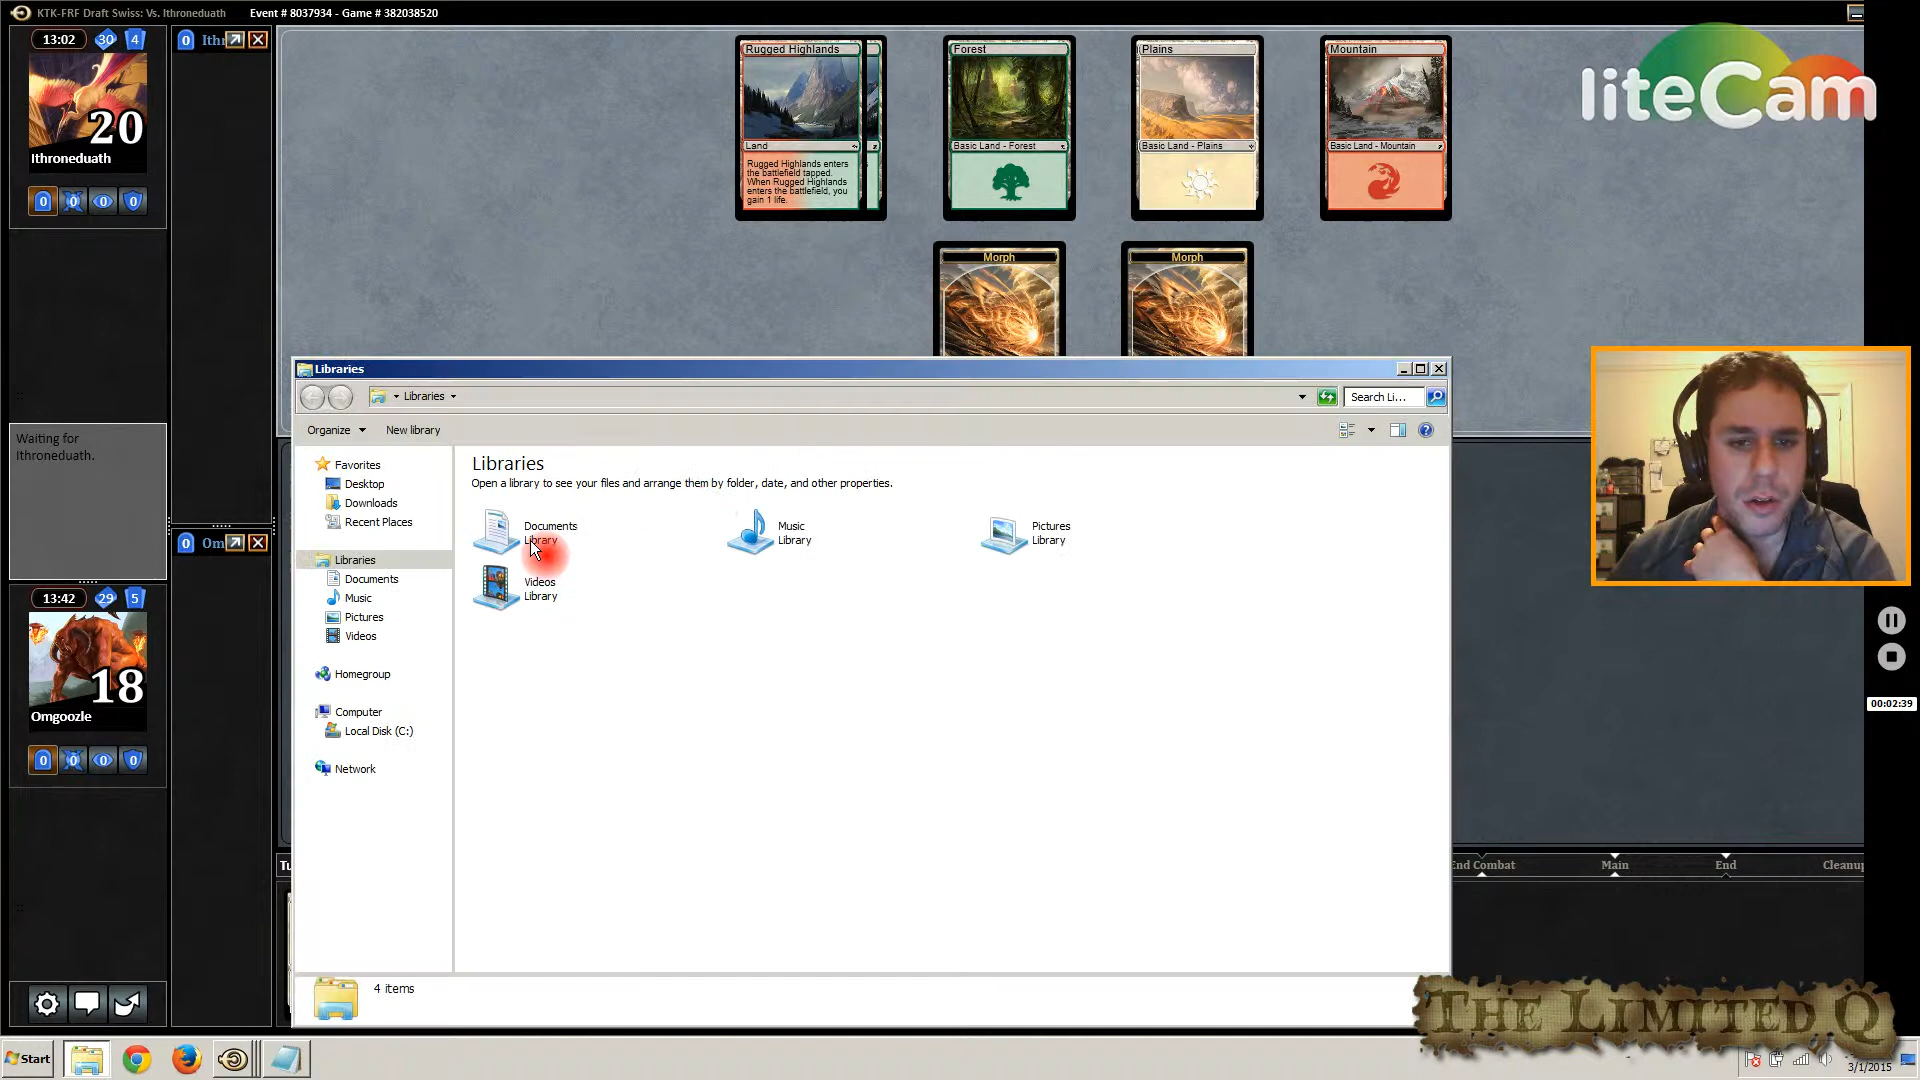 KTK-FRF Draft Swiss: Vs. Ithroneduath
Event # 8037934 - Game # 382038520
13:02
30
4
20
Ithroneduath
0 0 0 0
0
Rugged Highlands
Land
Rugged Highlands enters
the battlefield tapped.
When Rugged Highlands
enters the battlefield, you
gain 1 life.
Forest
Basic Land - Forest
Plains
Basic Land - Plains
Mountain
Basic Land - Mountain
liteCam
Morph
Morph
Waiting for
Ithroneduath.
0
Libraries
Libraries
Search Li...
Organize
New library
Favorites
Desktop
Downloads
Recent Places
Libraries
Documents
Music
Pictures
Videos
Homegroup
Computer
Local Disk (C:)
Network
Libraries
Open a library to see your files and arrange them by folder, date, and other properties.
Documents
Library
Music
Library
Pictures
Library
Videos
Library
4 items
13:42
29
5
18
Omgoozle
0 0 0 0
00:02:39
End Combat
Main
End
THE LIMITED Q
Start
3/1/2015